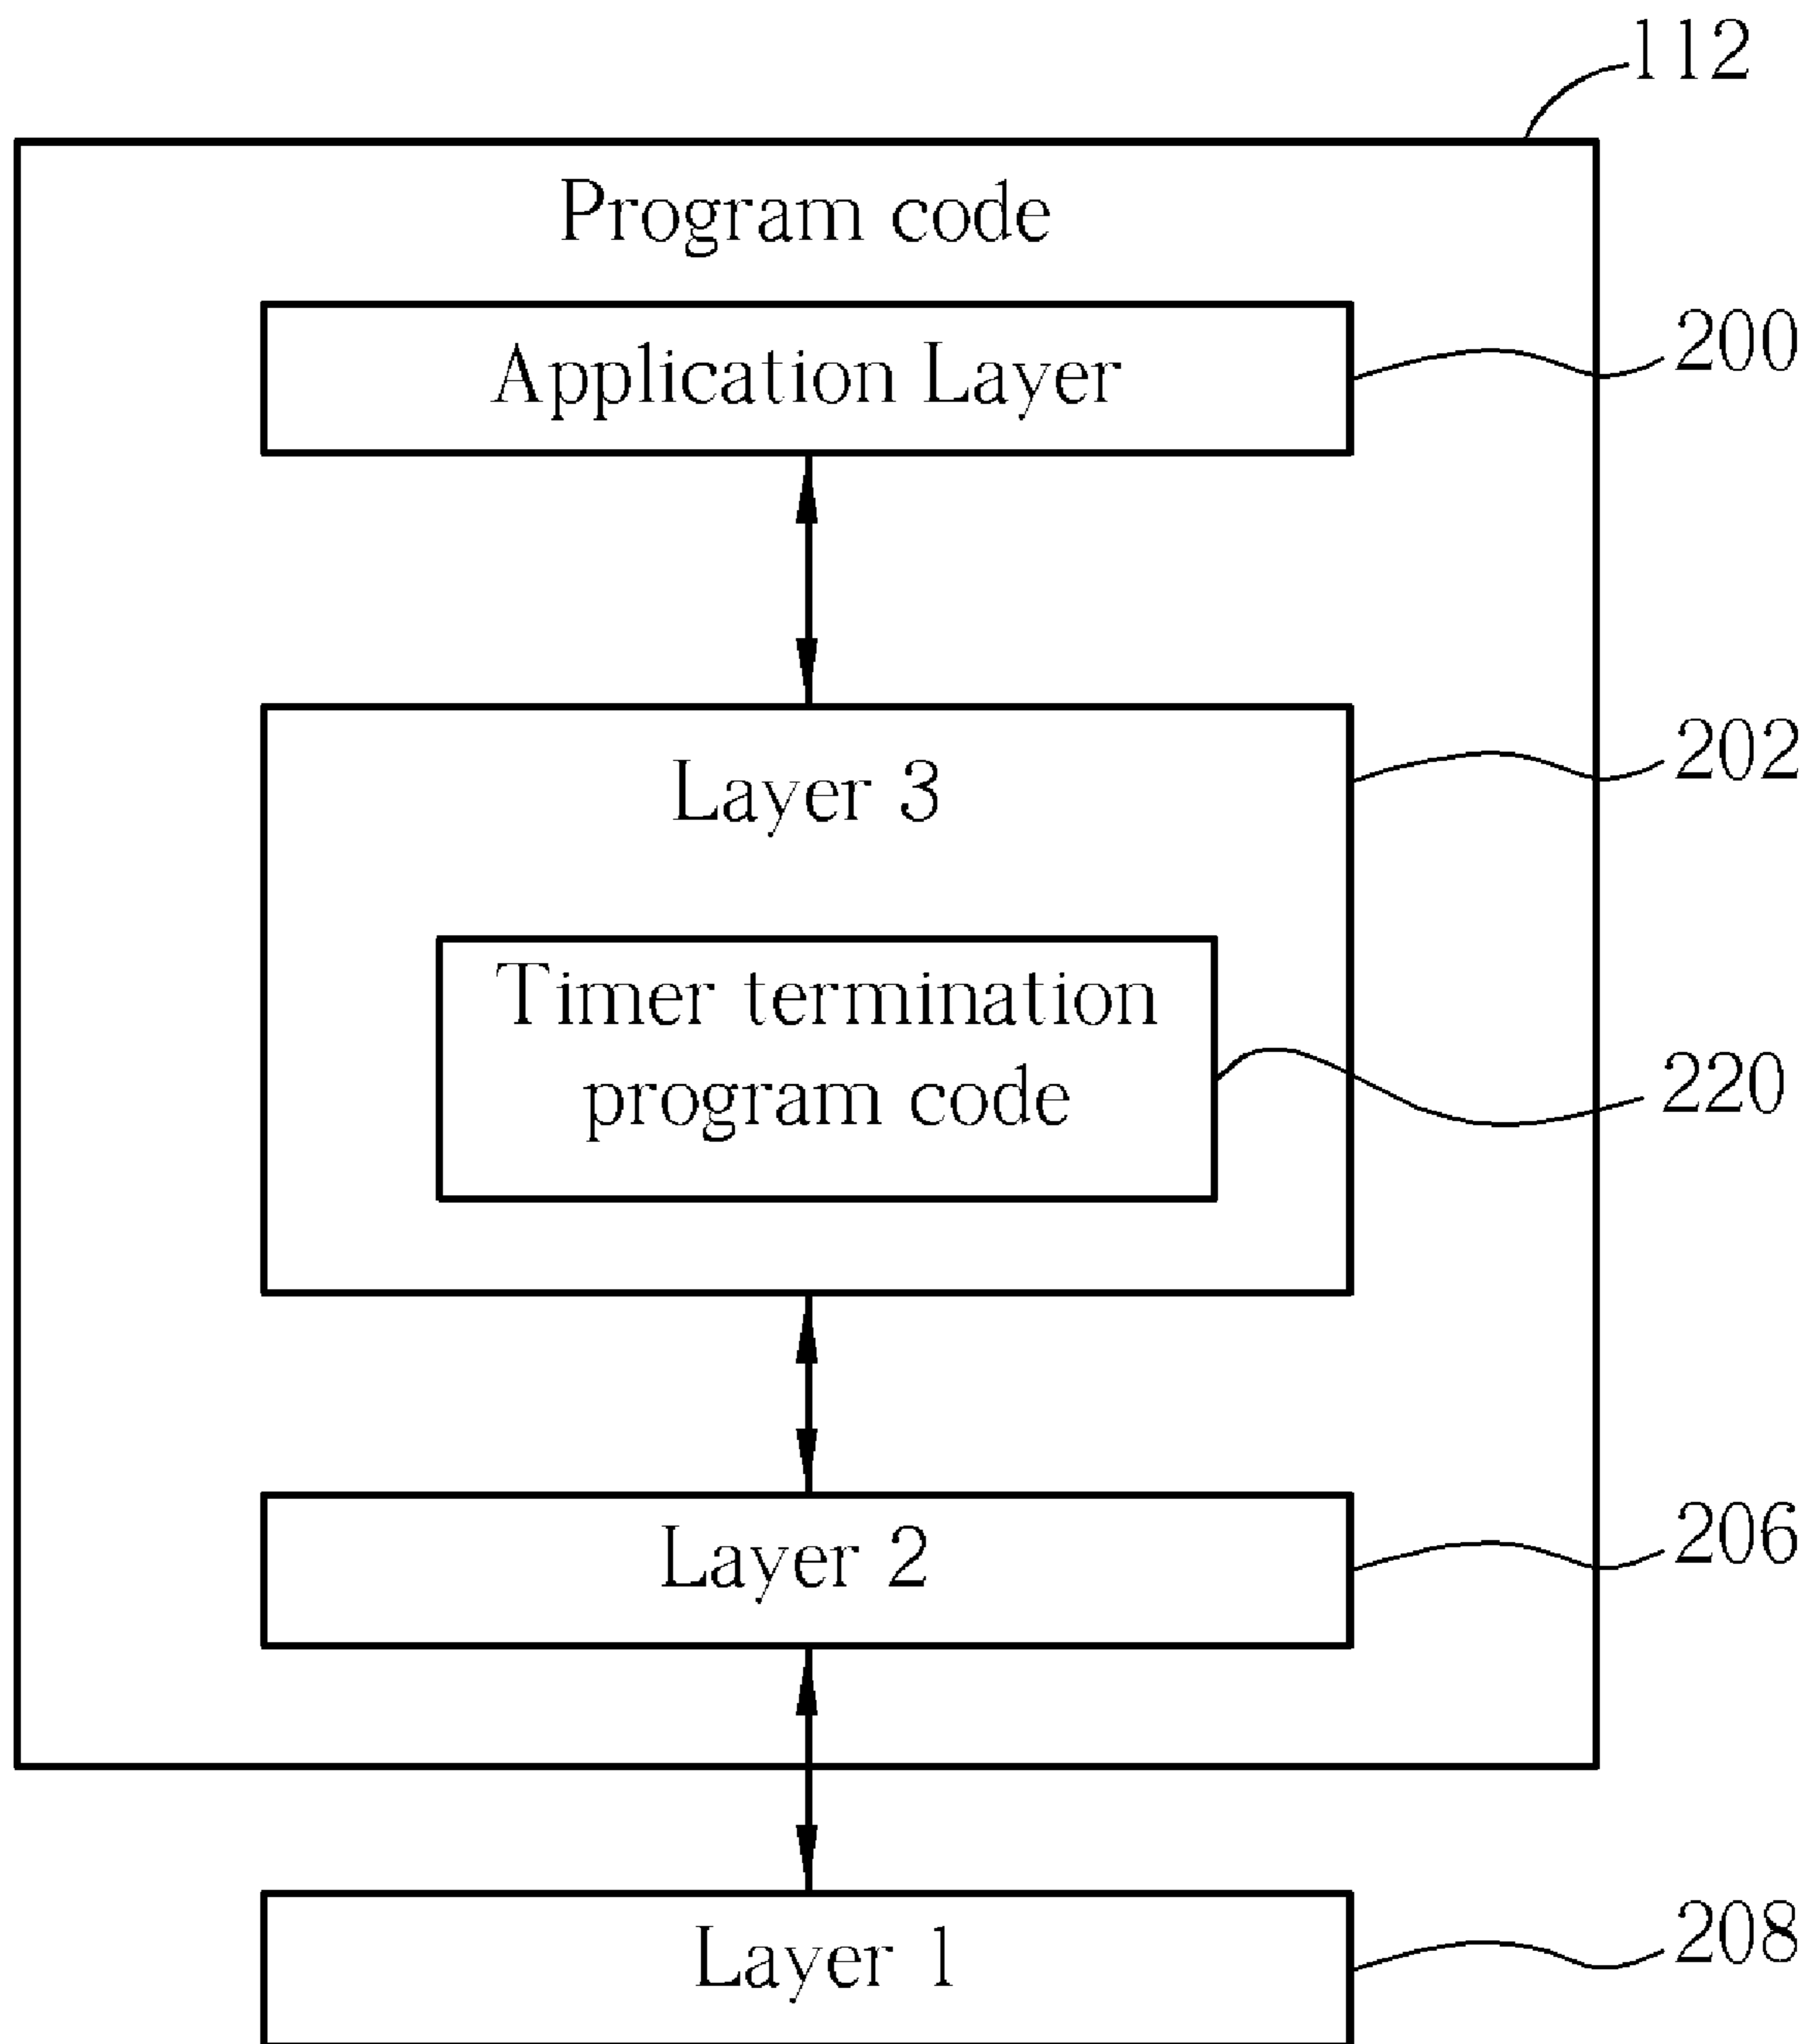 112
Program code
Application Layer
200
Layer 3
202
Timer termination
program code
220
Layer 2
206
Layer 1
208